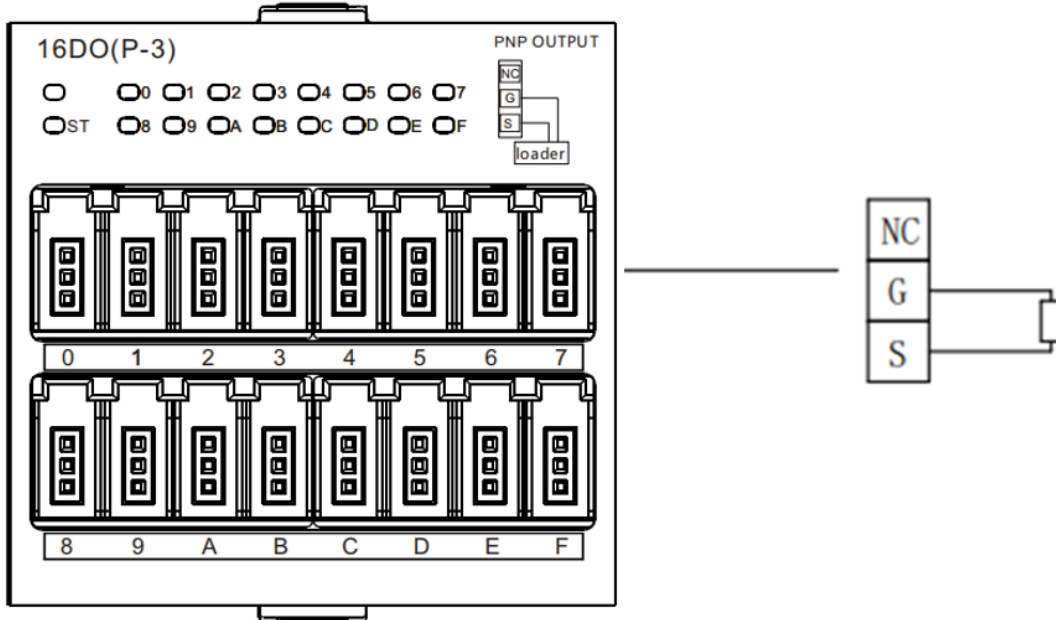 16DO(P-3)
PNP OUTPUT
0 1 2 3 4 5 6 7
ST 8 9 A B C D E F
NC
G
S
loader
0 1 2 3 4 5 6 7
8 9 A B C D E F
NC
G
S